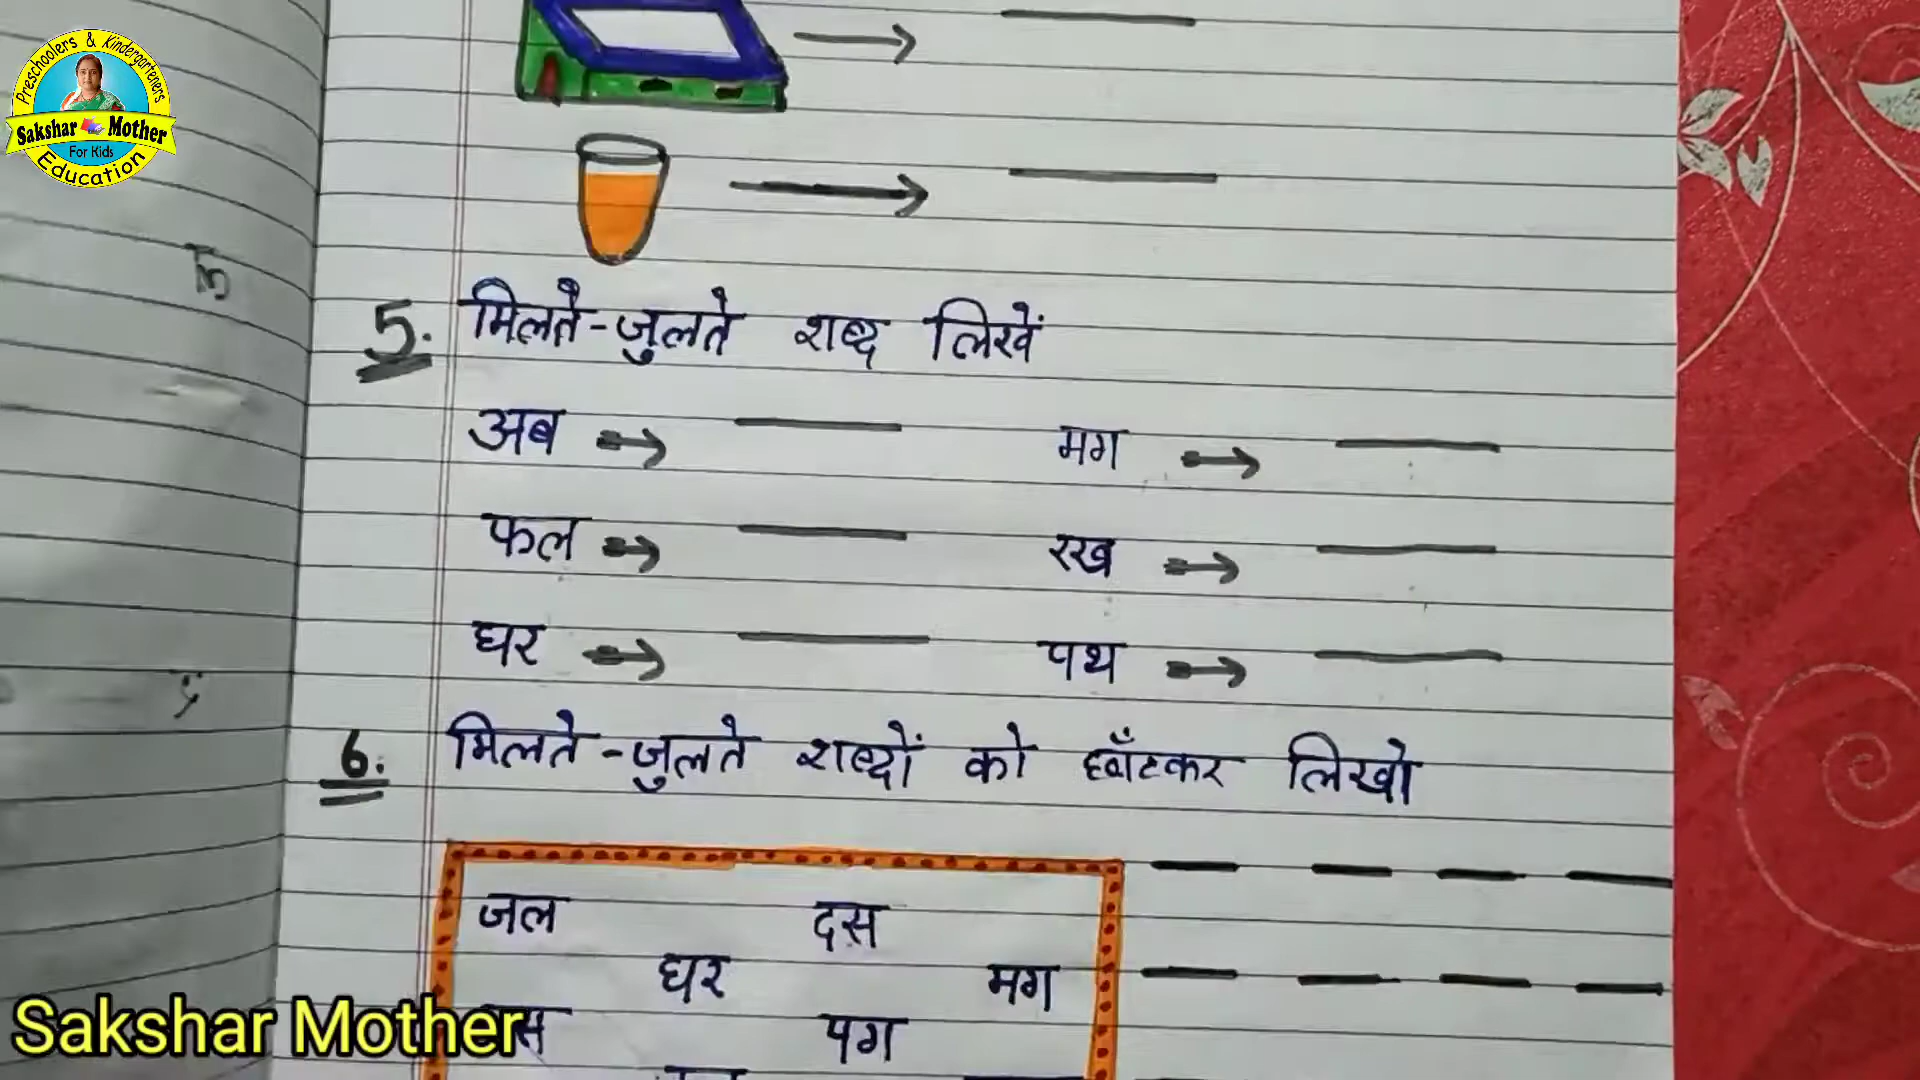 Preschoolers & Kindergarteners
Sakshar Mother
For Kids
Education
5. मिलते-जुलते शब्द लिखें
अब मग
फल रख
घर पथ
6. मिलते-जुलते शब्दों को छाँटकर लिखो
जल दस
घर मग
पग
Sakshar Mother